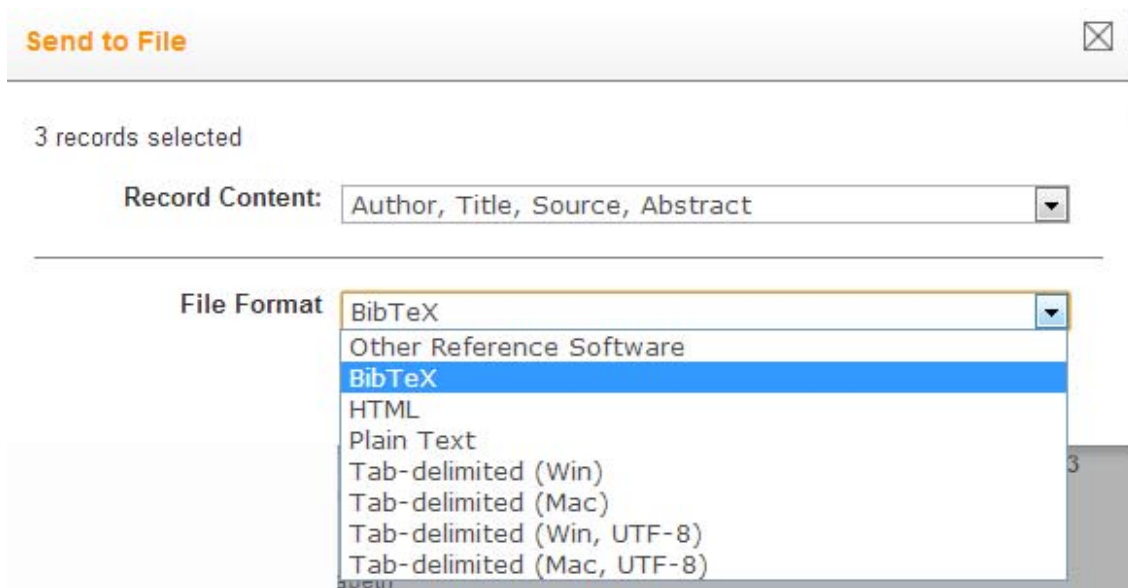 Send to File
3 records selected
Record Content: Author, Title, Source, Abstract
File Format BibTeX
Other Reference Software
BibTeX
HTML
Plain Text
Tab-delimited (Win)
3
Tab-delimited (Mac)
Tab-delimited (Win, UTF-8)
Tab-delimited (Mac, UTF-8)